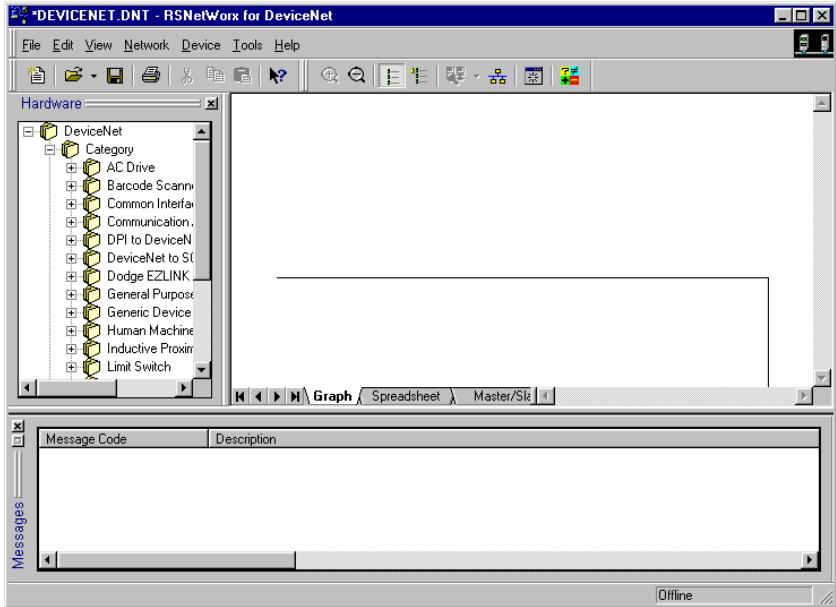 *DEVICENET.DNT - RSNetWorx for DeviceNet
File Edit View Network Device Tools Help
Hardware
DeviceNet
Category
AC Drive
Barcode Scann
Common Interfa
Communication
DPI to DeviceN
DeviceNet to S
Dodge EZLINK
General Purpose
Generic Device
Human Machine
Inductive Proxim
Limit Switch
Graph Spreadsheet Master/Sla
Message Code Description
Messages
Offline